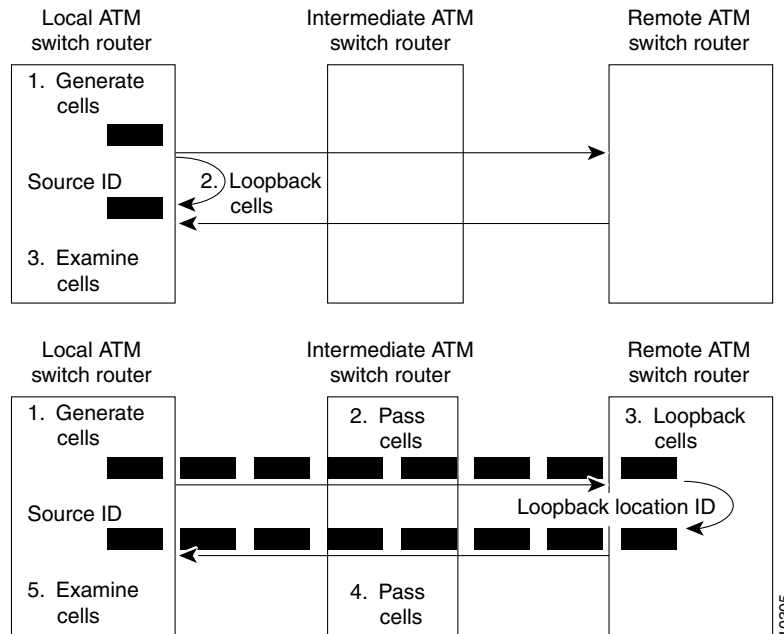 Local ATM
switch router
Intermediate ATM
switch router
Remote ATM
switch router
1. Generate
cells
Source ID
2. Loopback
cells
3. Examine
cells
Local ATM
switch router
Intermediate ATM
switch router
Remote ATM
switch router
1. Generate
cells
2. Pass
cells
3. Loopback
cells
Source ID
Loopback location ID
5. Examine
cells
4. Pass
cells